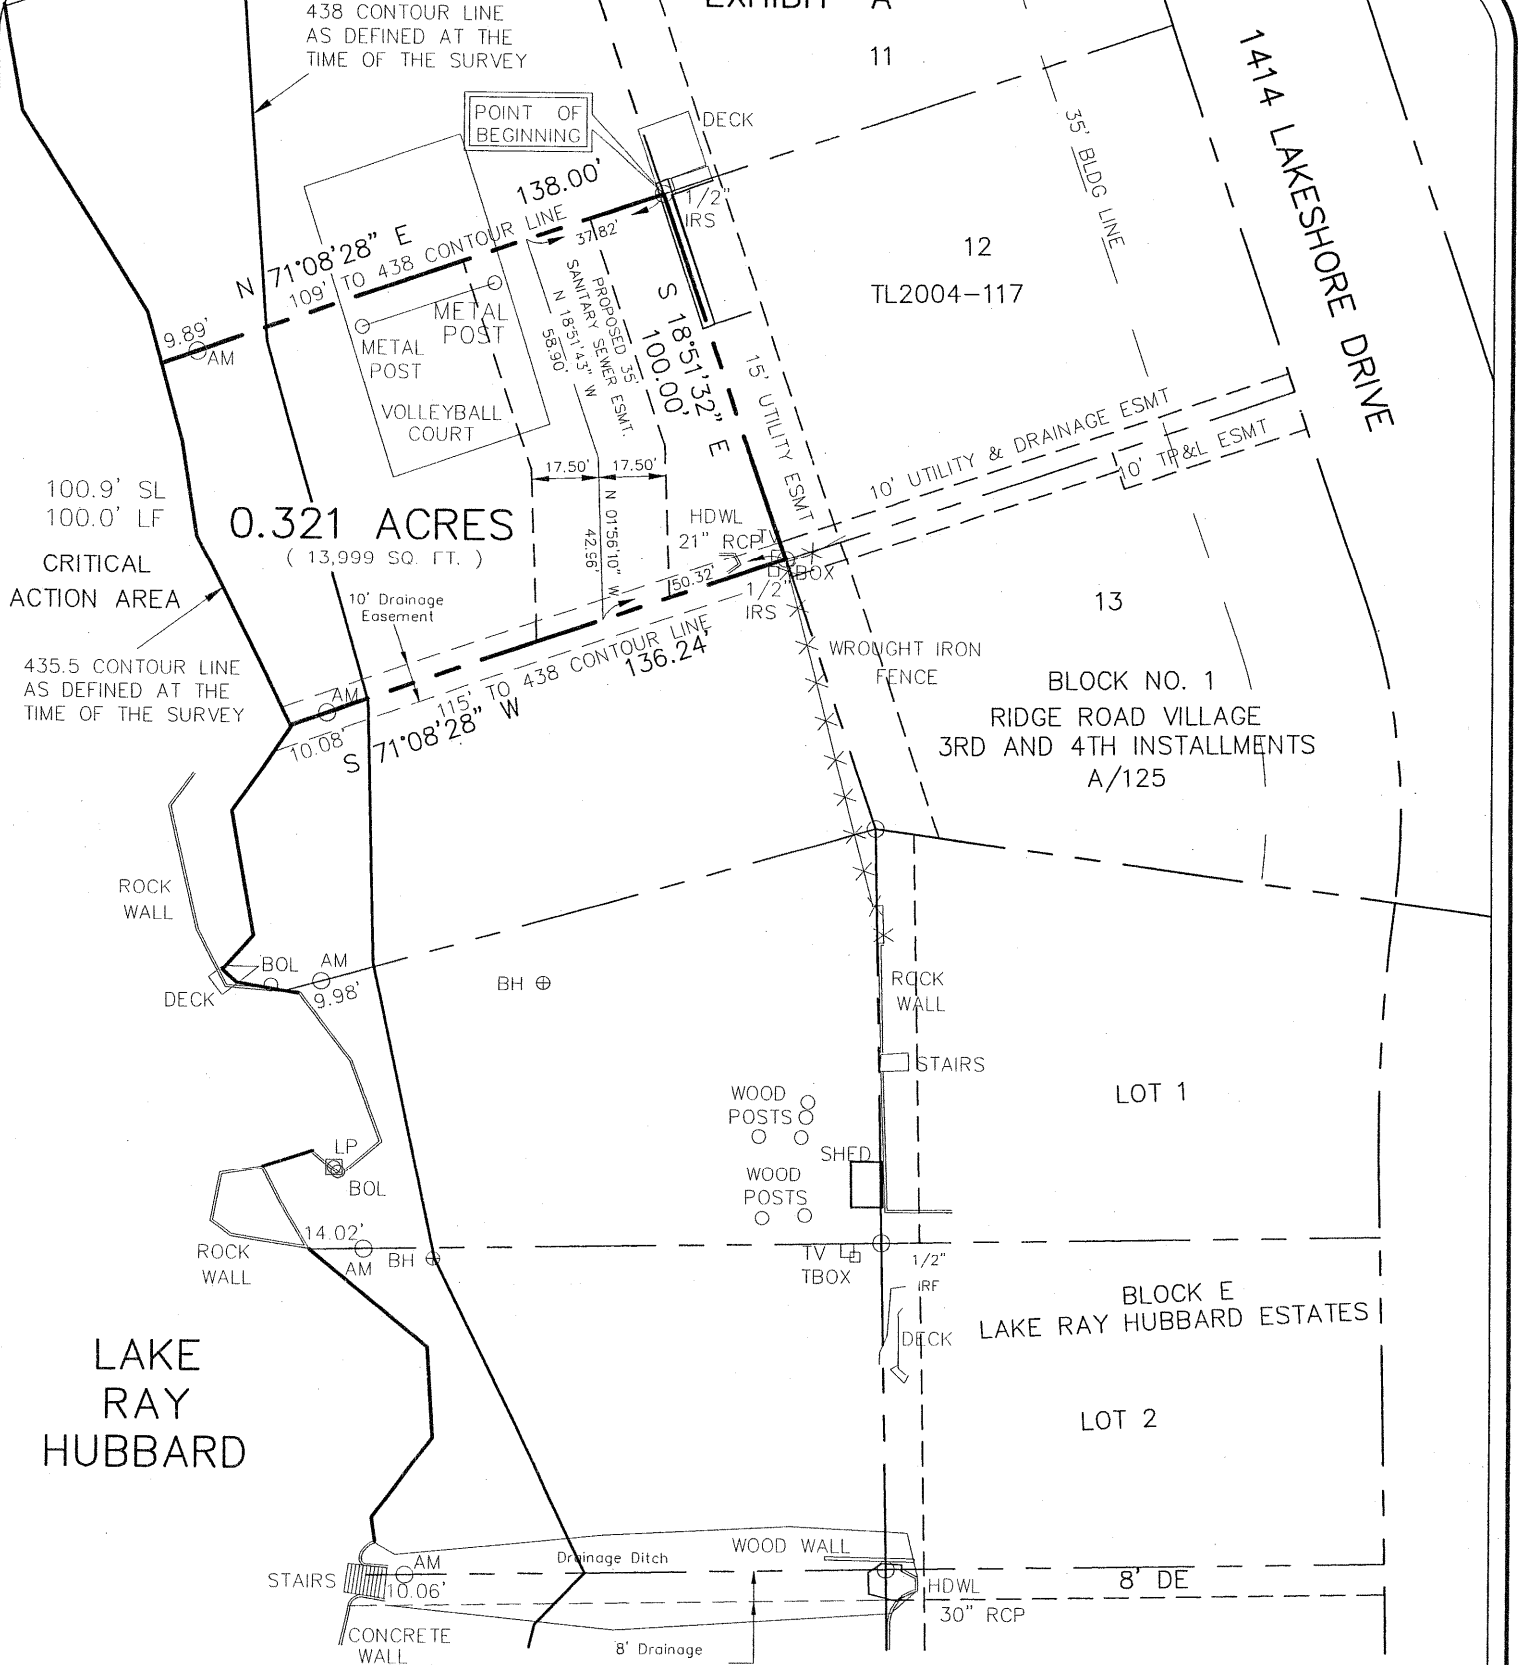 EXHIBIT "A"
438 CONTOUR LINE
AS DEFINED AT THE
TIME OF THE SURVEY
11
1414 LAKESHORE DRIVE
POINT OF
BEGINNING
DECK
35' BLDG LINE
138.00'
1/2"
IRS
37.82'
N 71°08'28" E
109' TO 438 CONTOUR LINE
12
TL2004-117
9.89'
AM
METAL
POST
METAL
POST
VOLLEYBALL
COURT
PROPOSED 35'
SANITARY SEWER ESMT.
N 18°51'43" W
58.90'
S 18°51'32" E
100.00'
15' UTILITY ESMT
10' UTILITY & DRAINAGE ESMT
10' TP&L ESMT
17.50'
17.50'
100.9' SL
100.0' LF
0.321 ACRES
( 13,999 SQ. FT. )
N 01°56'10" W
42.56'
HDWL
21" RCP
TV
BOX
1/2"
IRS
50.32'
CRITICAL
ACTION AREA
10' Drainage
Easement
13
435.5 CONTOUR LINE
AS DEFINED AT THE
TIME OF THE SURVEY
AM
10.08'
115' TO 438 CONTOUR LINE
136.24'
S 71°08'28" W
WROUGHT IRON
FENCE
BLOCK NO. 1
RIDGE ROAD VILLAGE
3RD AND 4TH INSTALLMENTS
A/125
ROCK
WALL
BOL
AM
DECK
9.98'
BH
ROCK
WALL
STAIRS
WOOD
POSTS
LOT 1
LP
BOL
SHED
WOOD
POSTS
14.02'
ROCK
WALL
AM
BH
TV
TBOX
1/2"
IRF
BLOCK E
LAKE RAY HUBBARD ESTATES
DECK
LAKE
RAY
HUBBARD
LOT 2
WOOD WALL
Drainage Ditch
AM
STAIRS
10.06'
HDWL
30" RCP
8' DE
CONCRETE
WALL
8' Drainage